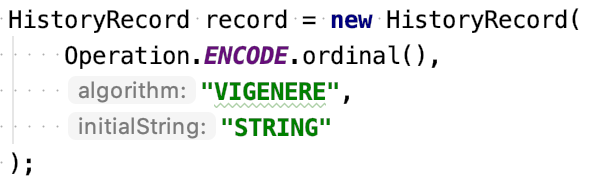 HistoryRecord record = new HistoryRecord(
Operation.ENCODE.ordinal(),
algorithm: "VIGENERE",
initialString: "STRING"
);